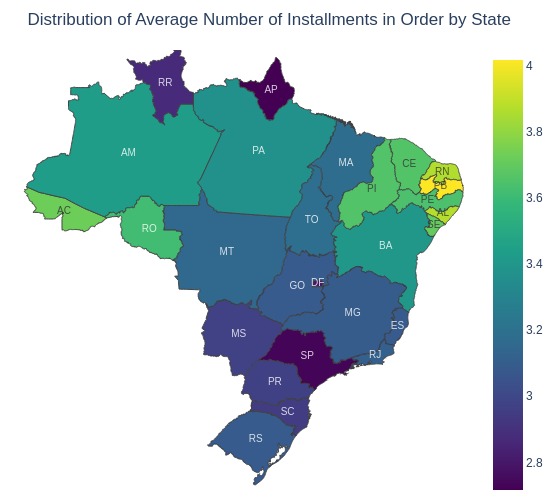 Distribution of Average Number of Installments in Order by State
RR
AP
4
AM
PA
MA
CE
RN
PB
PI
PE
AL
SE
3.8
AC
RO
TO
BA
3.6
MT
GO
DF
3.4
MG
ES
MS
SP
RJ
3.2
PR
SC
3
RS
2.8